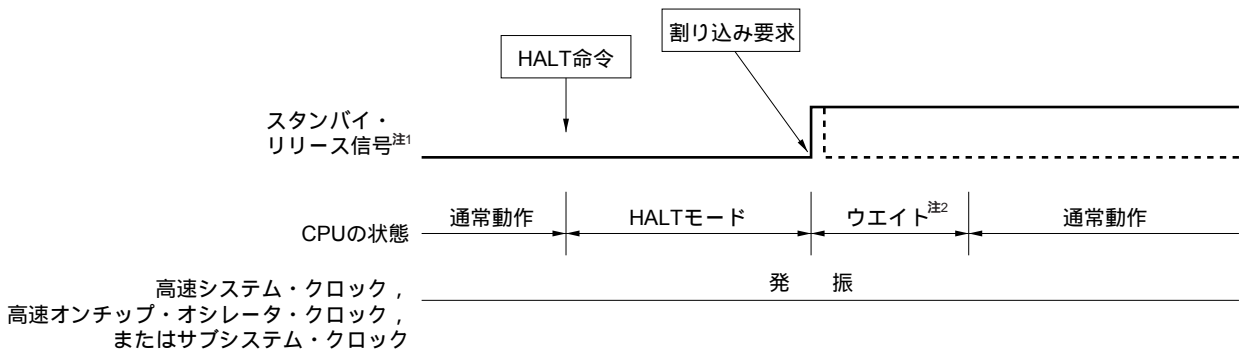 割り込み要求
HALT命令
スタンバイ・
リリース信号注1
CPUの状態
通常動作
HALTモード
ウエイト注2
通常動作
高速システム・クロック，
高速オンチップ・オシレータ・クロック，
またはサブシステム・クロック
発　振